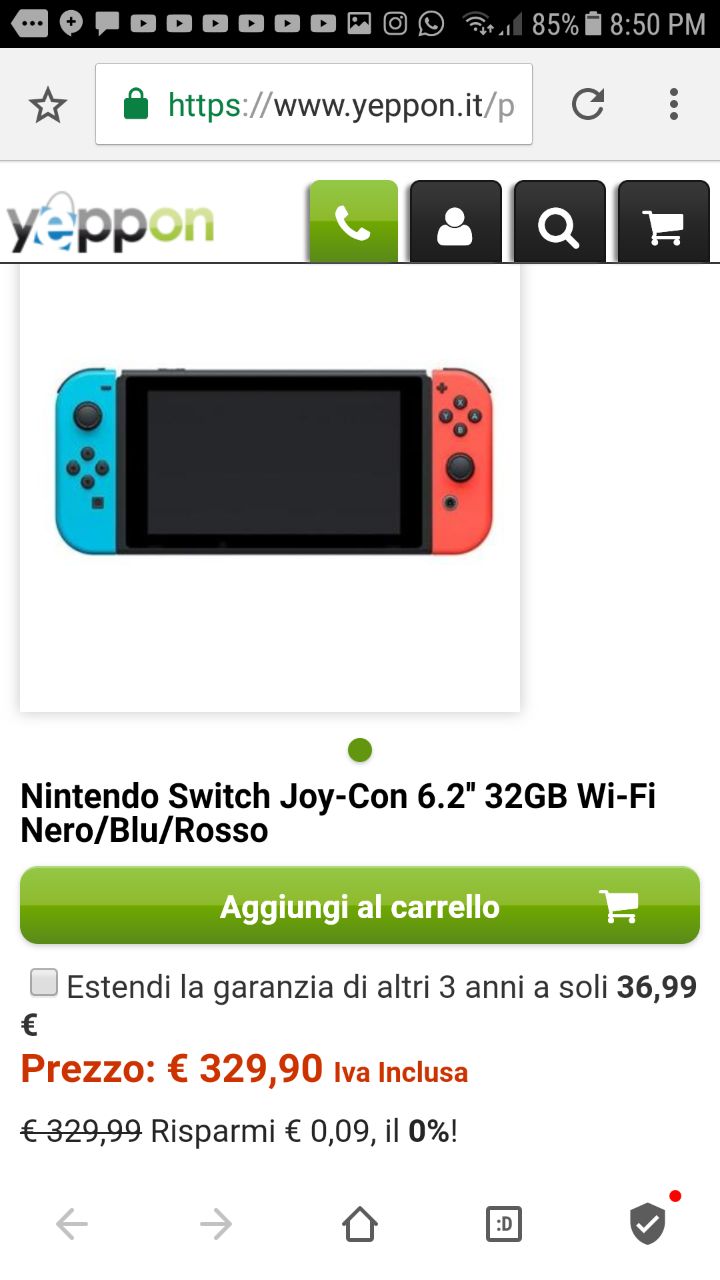 85% 8:50 PM
https://www.yeppon.it/p
yeppon
Nintendo Switch Joy-Con 6.2" 32GB Wi-Fi
Nero/Blu/Rosso
Aggiungi al carrello
Estendi la garanzia di altri 3 anni a soli 36,99
€
Prezzo: € 329,90 Iva Inclusa
€ 329,99 Risparmi € 0,09, il 0%!
:D